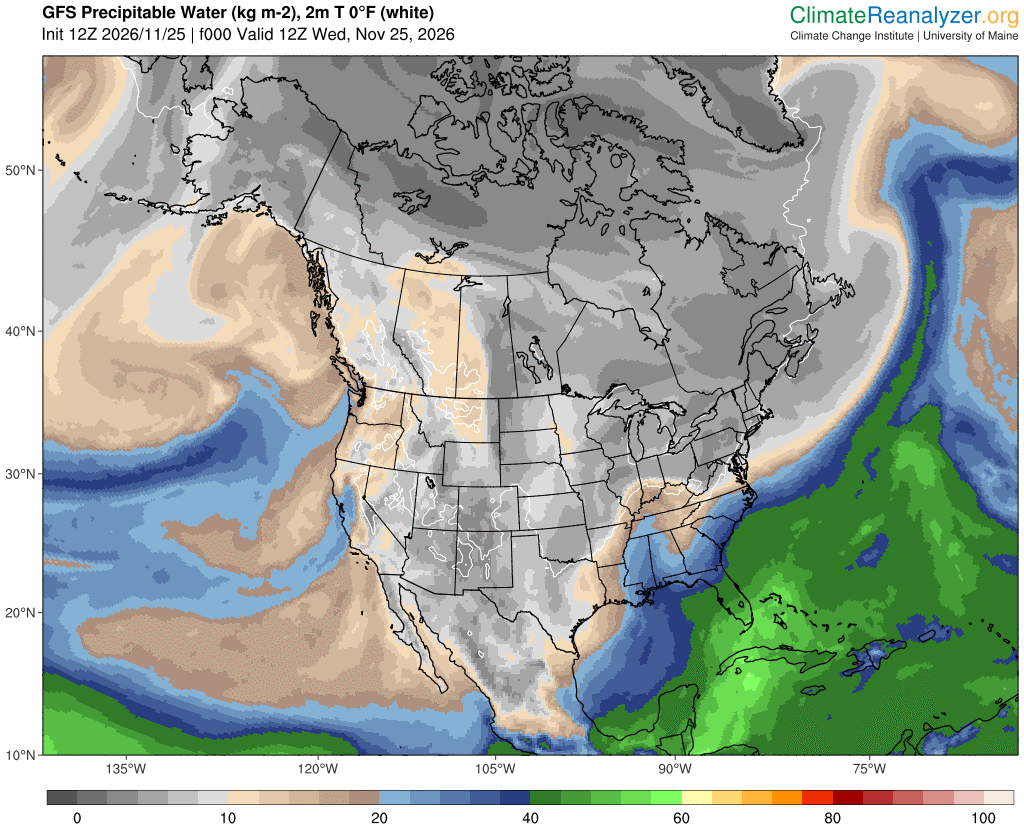 GFS Precipitable Water (kg m-2), 2m T 0°F (white)
Init 12Z 2026/11/25 | f000 Valid 12Z Wed, Nov 25, 2026
ClimateReanalyzer.org
Climate Change Institute | University of Maine
50°N
40°N
30°N
20°N
10°N
135°W 120°W 105°W 90°W 75°W
0 10 20 30 40 60 80 100